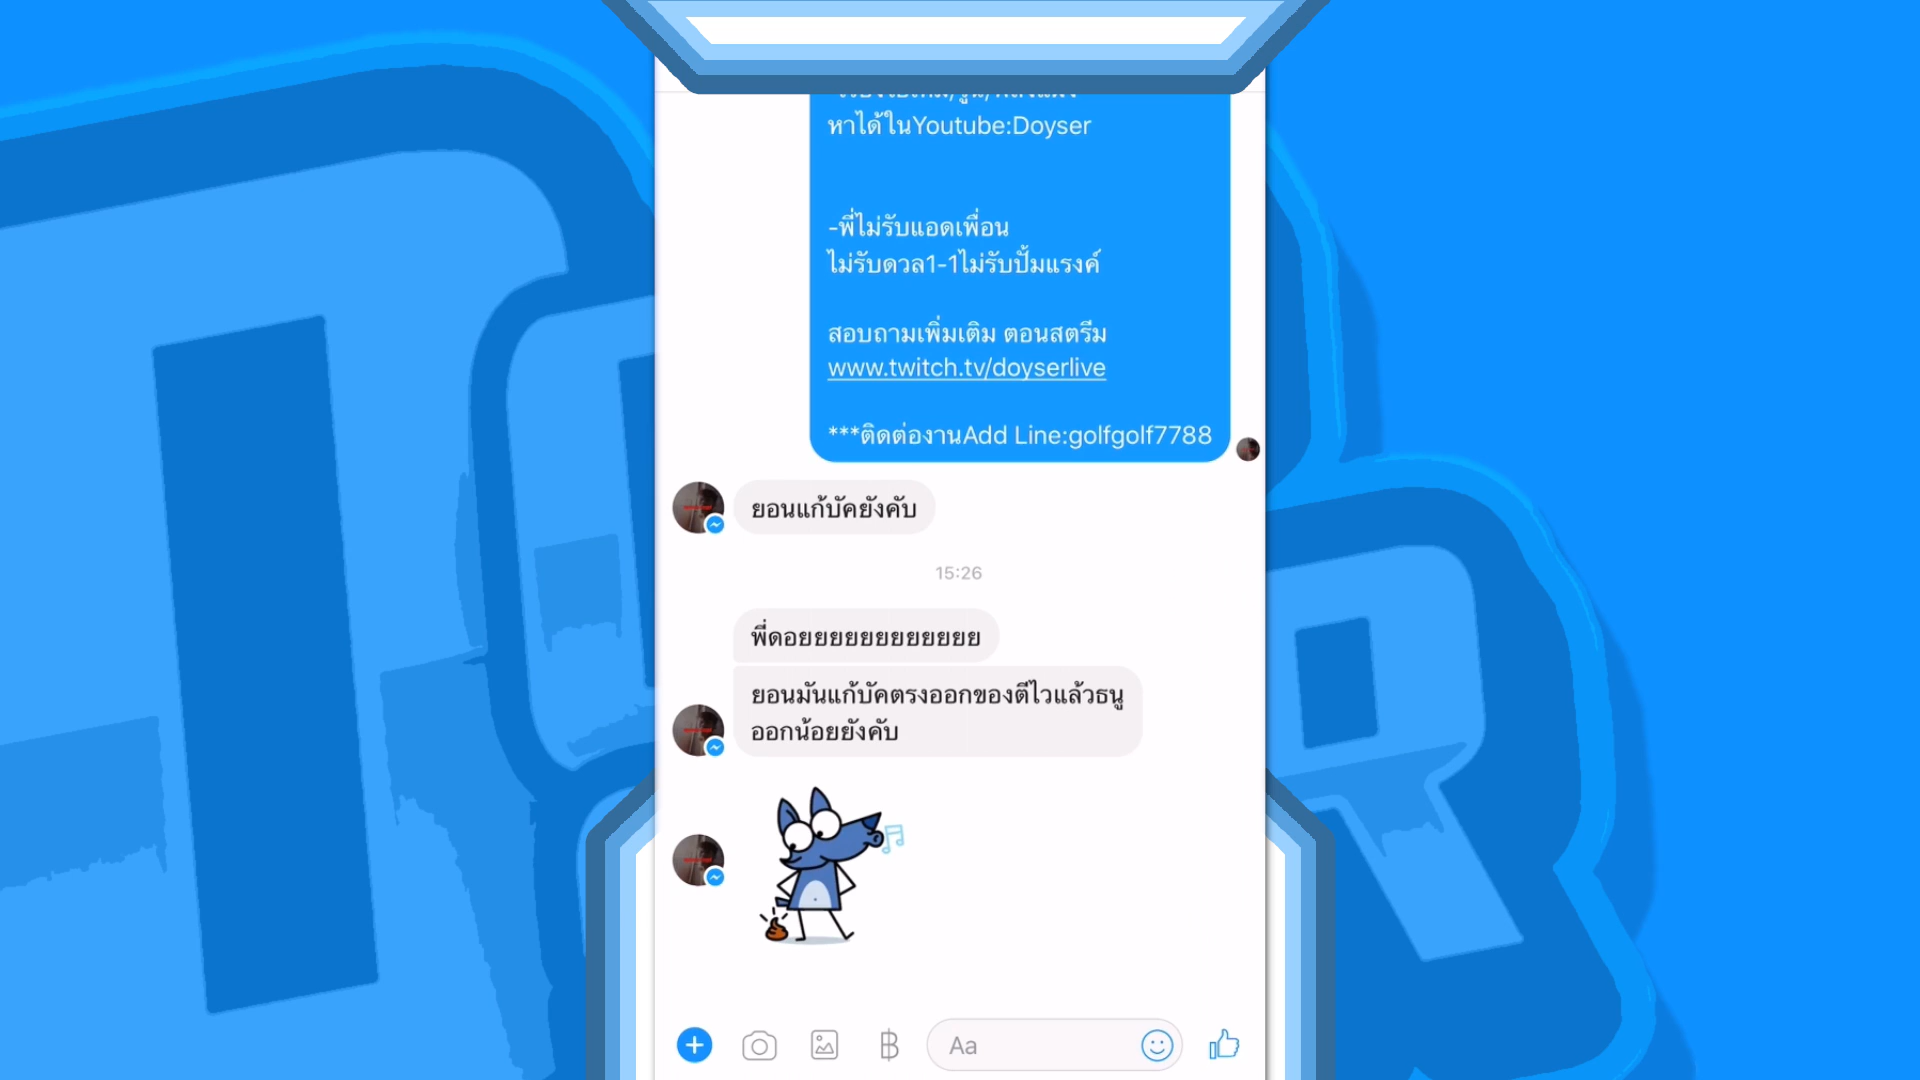 หาได้ในYoutube:Doyser
-พี่ไม่รับแอดเพื่อน
ไม่รับดวล1-1ไม่รับปั้มแรงค์
สอบถามเพิ่มเติม ตอนสตรีม
www.twitch.tv/doyserlive
***ติดต่องานAdd Line:golfgolf7788
ยอนแก้บัคยังคับ
15:26
พี่ดอยยยยยยยยยยยย
ยอนมันแก้บัคตรงออกของตีไวแล้วธนู
ออกน้อยยังคับ
Aa